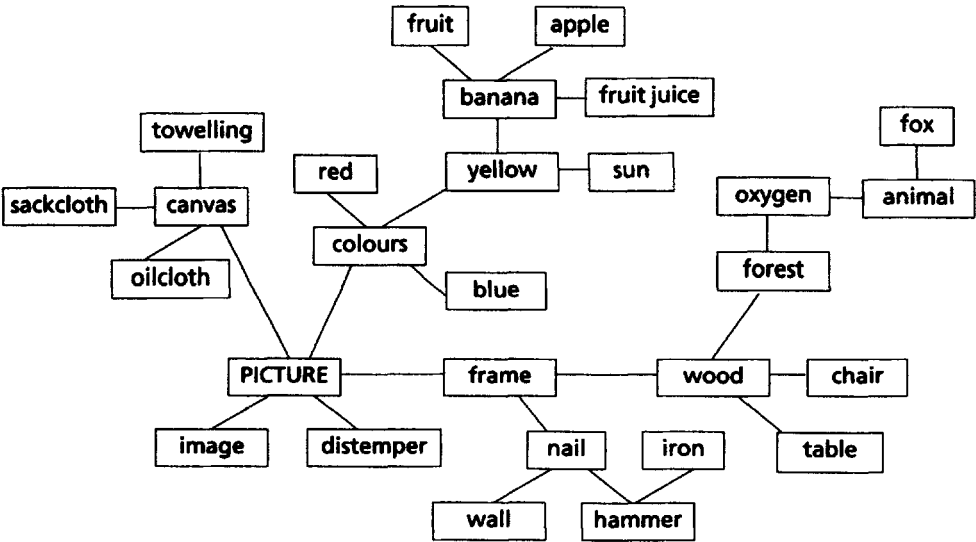 fruit
apple
banana
fruit juice
fox
towelling
red
yellow
sun
sackcloth
canvas
oxygen
animal
colours
oilcloth
forest
blue
PICTURE
frame
wood
chair
image
distemper
nail
iron
table
wall
hammer